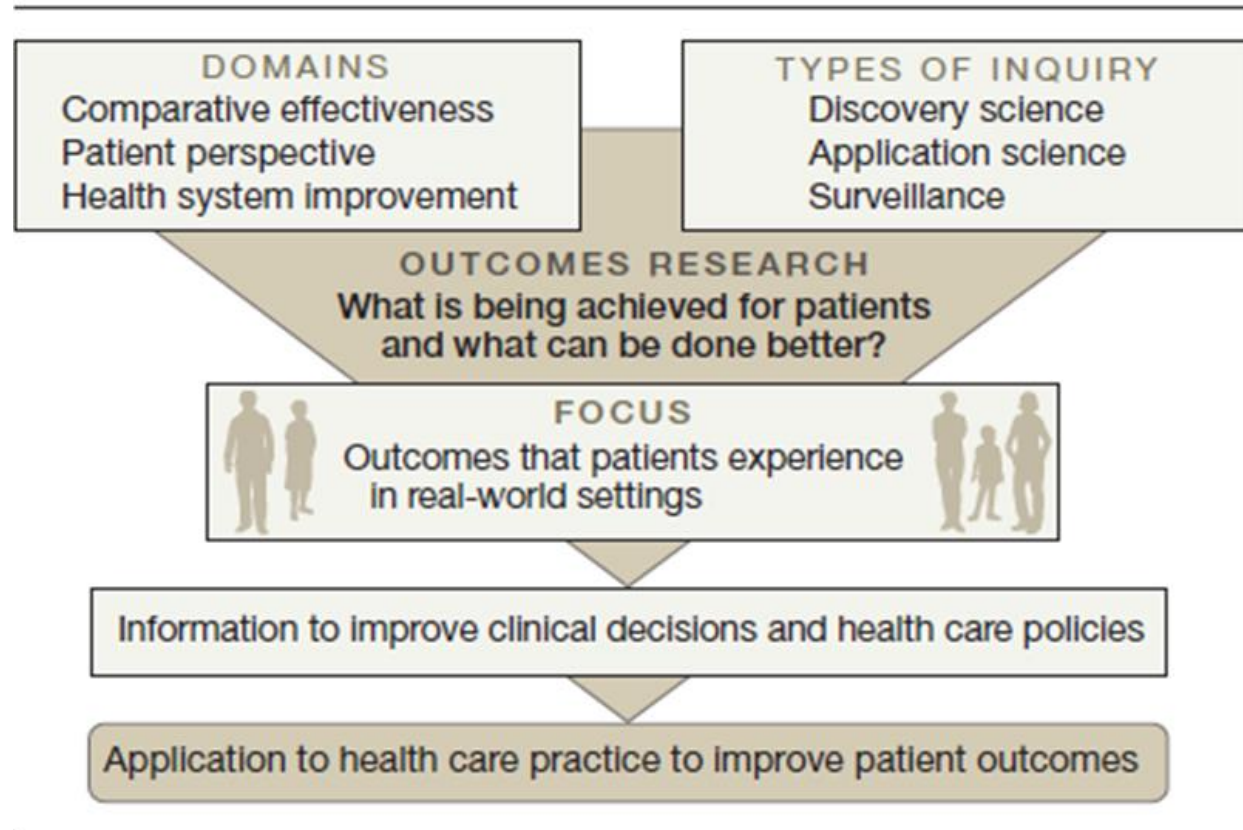 DOMAINS
Comparative effectiveness
Patient perspective
Health system improvement
TYPES OF INQUIRY
Discovery science
Application science
Surveillance
OUTCOMES RESEARCH
What is being achieved for patients
and what can be done better?
FOCUS
Outcomes that patients experience
in real-world settings
Information to improve clinical decisions and health care policies
Application to health care practice to improve patient outcomes